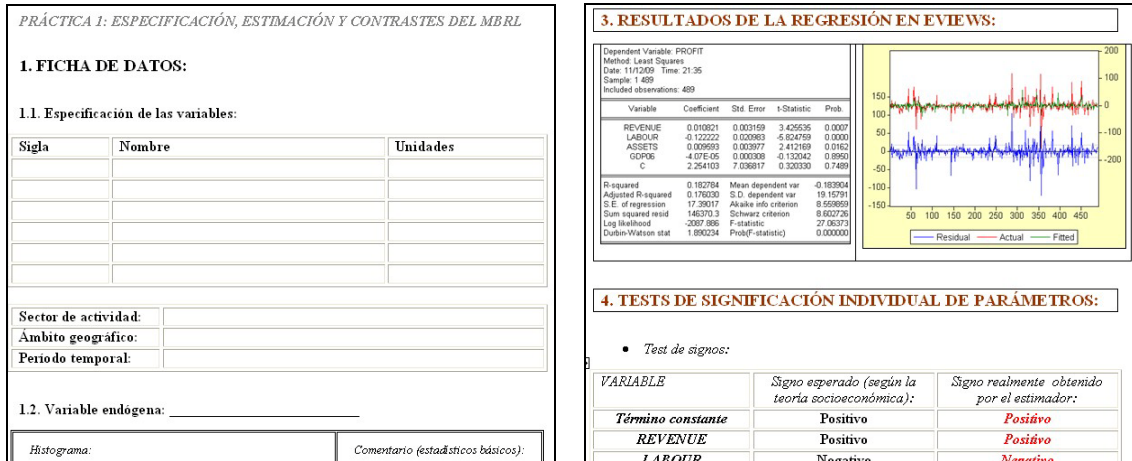 PRÁCTICA 1: ESPECIFICACIÓN, ESTIMACIÓN Y CONTRASTES DEL MBRL
1. FICHA DE DATOS:
1.1. Especificación de las variables:
Sigla Nombre Unidades
Sector de actividad:
Ámbito geográfico:
Período temporal:
1.2. Variable endógena: ____________________
Histograma: Comentario (estadísticos básicos):
3. RESULTADOS DE LA REGRESIÓN EN EVIEWS:
Dependent Variable: PROFIT
Method: Least Squares
Date: 11/12/09 Time: 21:35
Sample: 1 489
Included observations: 489
Variable Coefficient Std. Error t-Statistic Prob.
REVENUE 0.010821 0.003159 3.425535 0.0007
LABOUR -0.122222 0.020983 -5.824759 0.0000
ASSETS 0.009593 0.003977 2.412169 0.0162
GDP06 -4.07E-05 0.000308 -0.132042 0.8950
C 2.254103 7.036817 0.320330 0.7489
R-squared 0.182784 Mean dependent var -0.183904
Adjusted R-squared 0.176030 S.D. dependent var 19.15791
S.E. of regression 17.39017 Akaike info criterion 8.559859
Sum squared resid 146370.3 Schwarz criterion 8.602726
Log likelihood -2087.886 F-statistic 27.06373
Durbin-Watson stat 1.890234 Prob(F-statistic) 0.000000
200
100
0
-100
-200
150
100
50
0
-50
-100
-150
50 100 150 200 250 300 350 400 450
Residual Actual Fitted
4. TESTS DE SIGNIFICACIÓN INDIVIDUAL DE PARÁMETROS:
• Test de signos:
VARIABLE Signo esperado (según la teoría socioeconómica): Signo realmente obtenido por el estimador:
Término constante Positivo Positivo
REVENUE Positivo Positivo
LABOUR Negativo Negativo